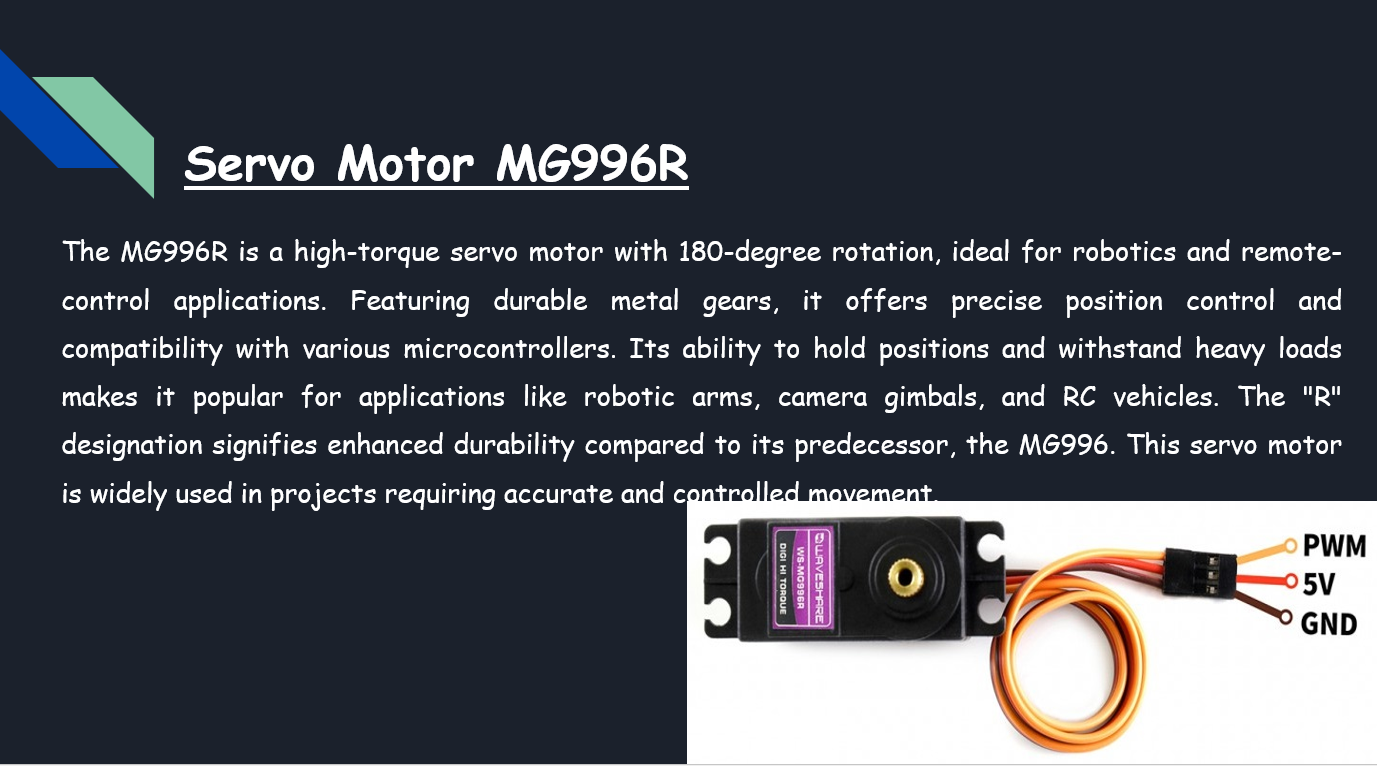 Servo Motor MG996R
The MG996R is a high-torque servo motor with 180-degree rotation, ideal for robotics and remote-
control applications. Featuring durable metal gears, it offers precise position control and
compatibility with various microcontrollers. Its ability to hold positions and withstand heavy loads
makes it popular for applications like robotic arms, camera gimbals, and RC vehicles. The "R"
designation signifies enhanced durability compared to its predecessor, the MG996. This servo motor
is widely used in projects requiring accurate and controlled movement.
WAVESHARE
WS-MG996R
DIGI HI TORQUE
PWM
5V
GND